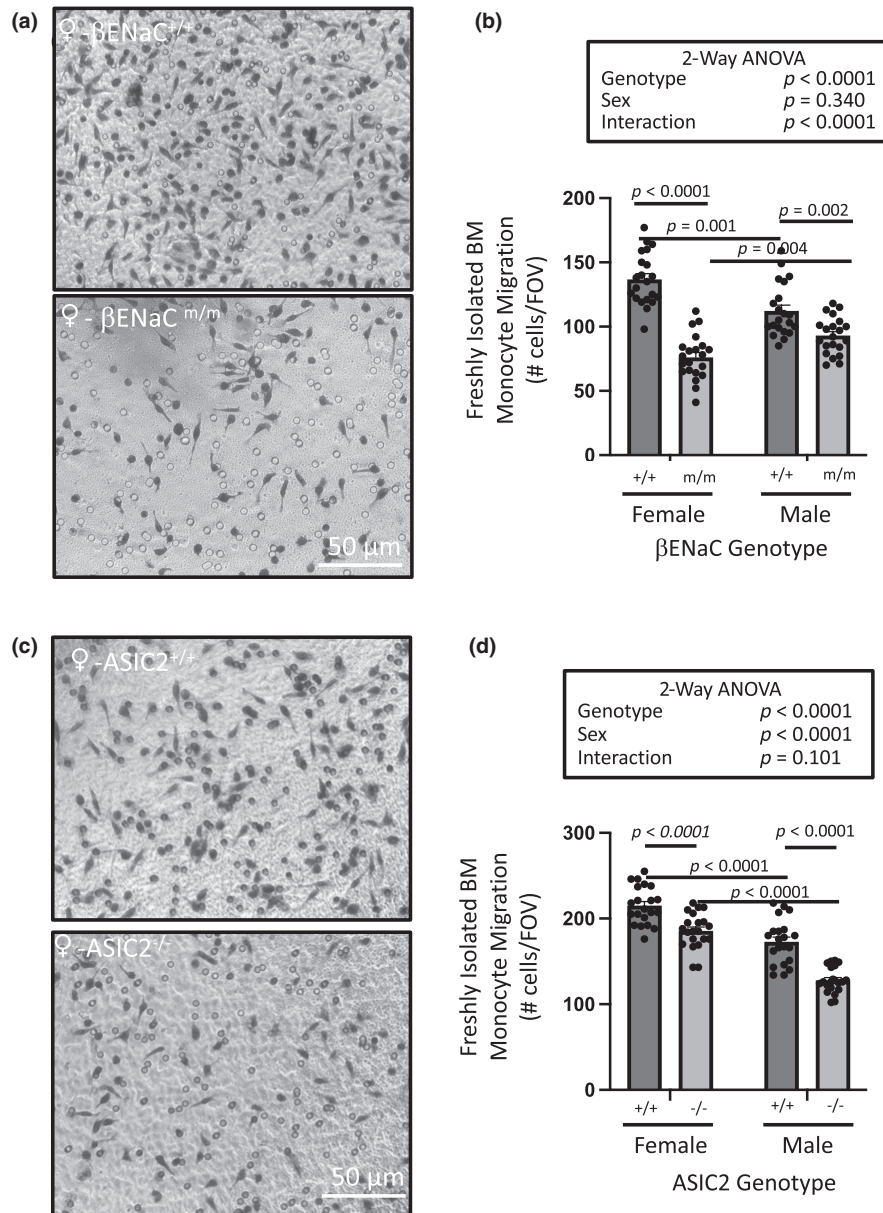 (a)
♀-βENaC+/+
♀- βENaC m/m
50 μm
(b)
2-Way ANOVA
Genotype p < 0.0001
Sex p = 0.340
Interaction p < 0.0001
p < 0.0001
p = 0.002
p = 0.001
p = 0.004
200
150
100
50
0
Freshly Isolated BM
Monocyte Migration
(# cells/FOV)
+/+ m/m +/+ m/m
Female Male
βENaC Genotype
(c)
♀-ASIC2+/+
♀-ASIC2-/-
50 μm
(d)
2-Way ANOVA
Genotype p < 0.0001
Sex p < 0.0001
Interaction p = 0.101
p < 0.0001 p < 0.0001
p < 0.0001
p < 0.0001
300
200
100
0
Freshly Isolated BM
Monocyte Migration
(# cells/FOV)
+/+ -/- +/+ -/-
Female Male
ASIC2 Genotype